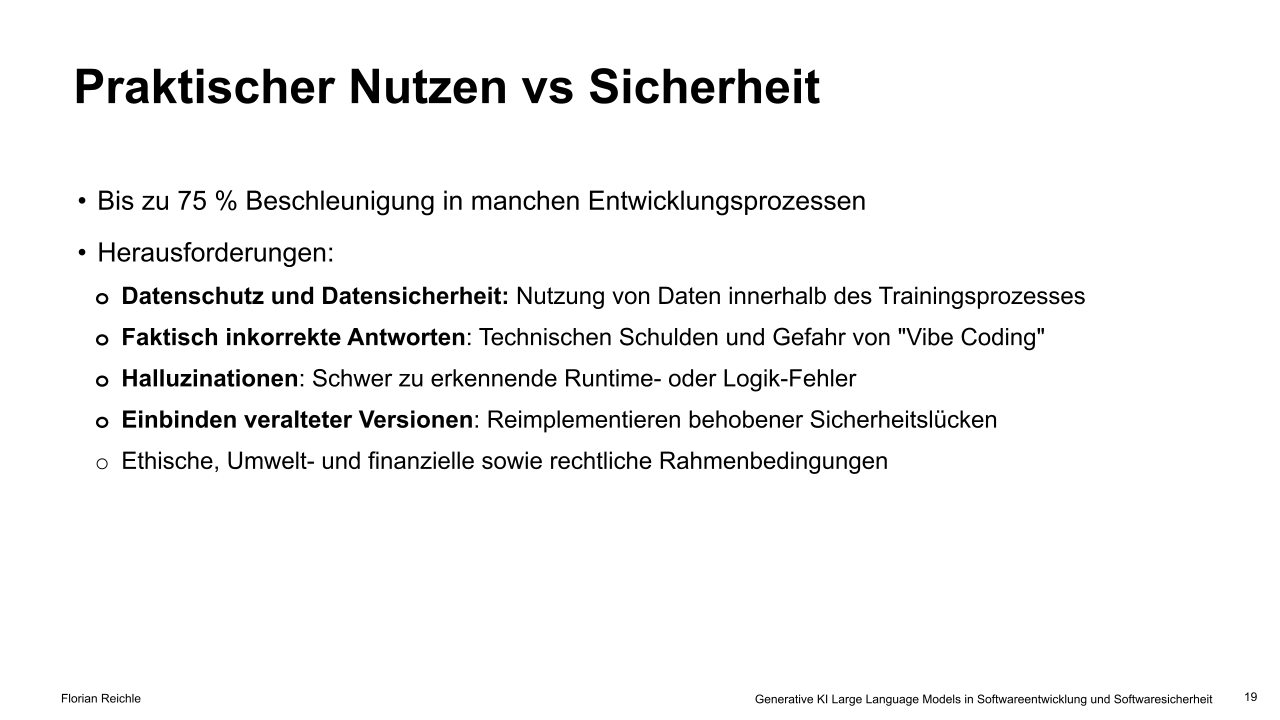 Praktischer Nutzen vs Sicherheit
• Bis zu 75 % Beschleunigung in manchen Entwicklungsprozessen
• Herausforderungen:
o Datenschutz und Datensicherheit: Nutzung von Daten innerhalb des Trainingsprozesses
o Faktisch inkorrekte Antworten: Technischen Schulden und Gefahr von "Vibe Coding"
o Halluzinationen: Schwer zu erkennende Runtime- oder Logik-Fehler
o Einbinden veralteter Versionen: Reimplementieren behobener Sicherheitslücken
o Ethische, Umwelt- und finanzielle sowie rechtliche Rahmenbedingungen
Florian Reichle
Generative KI Large Language Models in Softwareentwicklung und Softwaresicherheit
19